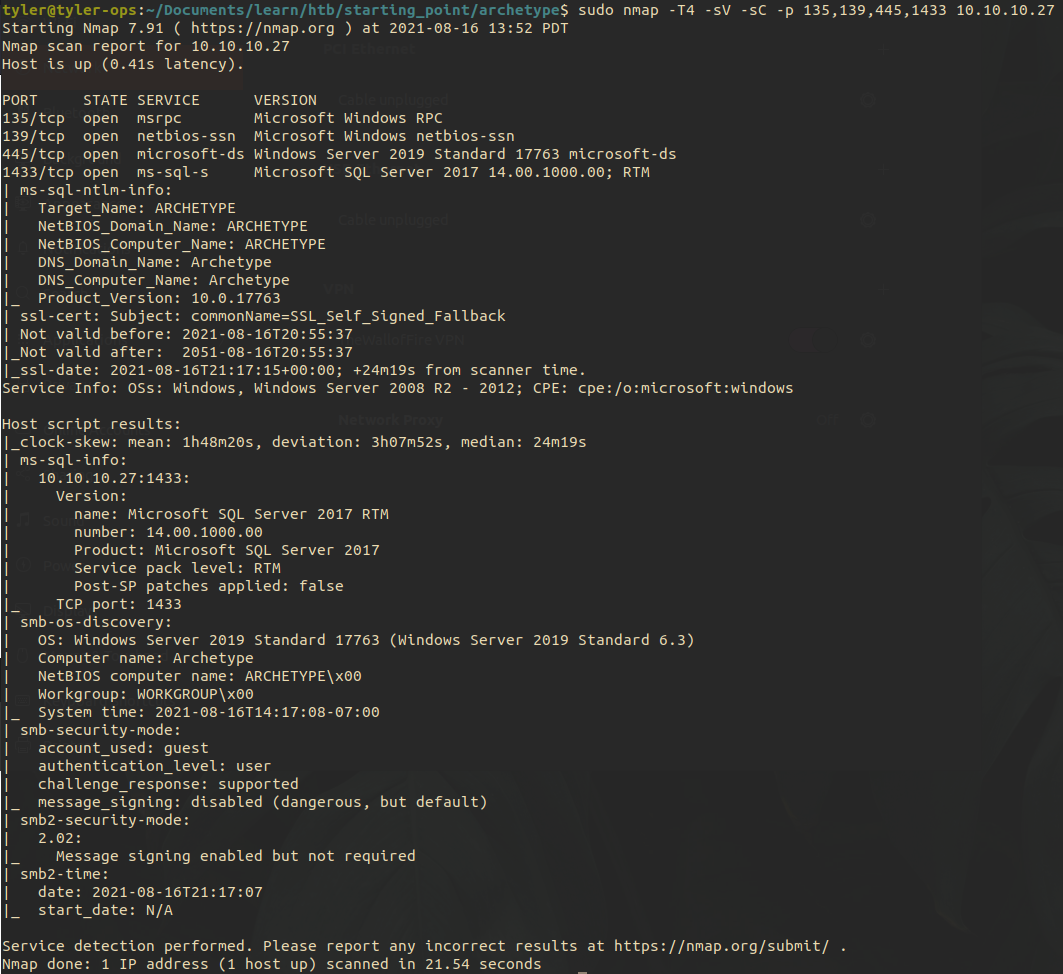 tyler@tyler-ops:~/Documents/learn/htb/starting_point/archetype$ sudo nmap -T4 -sV -sC -p 135,139,445,1433 10.10.10.27
Starting Nmap 7.91 ( https://nmap.org ) at 2021-08-16 13:52 PDT
Nmap scan report for 10.10.10.27
Host is up (0.41s latency).

PORT     STATE SERVICE      VERSION
135/tcp  open  msrpc        Microsoft Windows RPC
139/tcp  open  netbios-ssn  Microsoft Windows netbios-ssn
445/tcp  open  microsoft-ds Windows Server 2019 Standard 17763 microsoft-ds
1433/tcp open  ms-sql-s     Microsoft SQL Server 2017 14.00.1000.00; RTM
| ms-sql-ntlm-info:
|   Target_Name: ARCHETYPE
|   NetBIOS_Domain_Name: ARCHETYPE
|   NetBIOS_Computer_Name: ARCHETYPE
|   DNS_Domain_Name: Archetype
|   DNS_Computer_Name: Archetype
|_  Product_Version: 10.0.17763
| ssl-cert: Subject: commonName=SSL_Self_Signed_Fallback
| Not valid before: 2021-08-16T20:55:37
|_Not valid after:  2051-08-16T20:55:37
|_ssl-date: 2021-08-16T21:17:15+00:00; +24m19s from scanner time.
Service Info: OSs: Windows, Windows Server 2008 R2 - 2012; CPE: cpe:/o:microsoft:windows

Host script results:
|_clock-skew: mean: 1h48m20s, deviation: 3h07m52s, median: 24m19s
| ms-sql-info:
|   10.10.10.27:1433:
|     Version:
|       name: Microsoft SQL Server 2017 RTM
|       number: 14.00.1000.00
|       Product: Microsoft SQL Server 2017
|       Service pack level: RTM
|       Post-SP patches applied: false
|_    TCP port: 1433
| smb-os-discovery:
|   OS: Windows Server 2019 Standard 17763 (Windows Server 2019 Standard 6.3)
|   Computer name: Archetype
|   NetBIOS computer name: ARCHETYPE\x00
|   Workgroup: WORKGROUP\x00
|_  System time: 2021-08-16T14:17:08-07:00
| smb-security-mode:
|   account_used: guest
|   authentication_level: user
|   challenge_response: supported
|_  message_signing: disabled (dangerous, but default)
| smb2-security-mode:
|   2.02:
|_    Message signing enabled but not required
| smb2-time:
|   date: 2021-08-16T21:17:07
|_  start_date: N/A

Service detection performed. Please report any incorrect results at https://nmap.org/submit/ .
Nmap done: 1 IP address (1 host up) scanned in 21.54 seconds